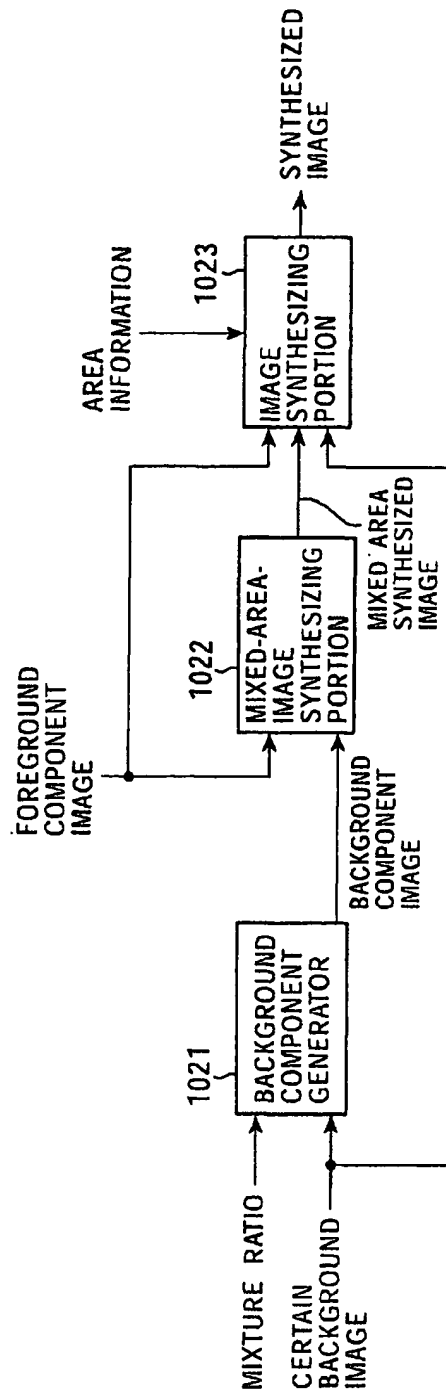 MIXTURE RATIO
CERTAIN
BACKGROUND
IMAGE
1021
BACKGROUND
COMPONENT
GENERATOR
BACKGROUND
COMPONENT
IMAGE
FOREGROUND
COMPONENT
IMAGE
1022
MIXED-AREA-
IMAGE
SYNTHESIZING
PORTION
MIXED AREA
SYNTHESIZED
IMAGE
AREA
INFORMATION
1023
IMAGE
SYNTHESIZING
PORTION
SYNTHESIZED
IMAGE